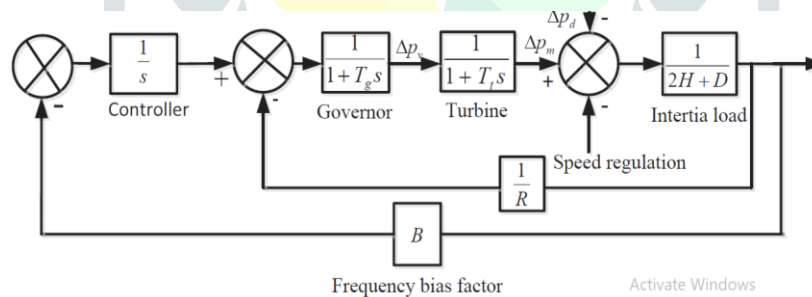 Δp_d -
1/s
Controller
-
+
-
1/(1+T_g s)
Governor
Δp_v
1/(1+T_t s)
Turbine
Δp_m
+
-
1/(2H+D)
Intertia load
Speed regulation
1/R
B
Frequency bias factor
Activate Windows